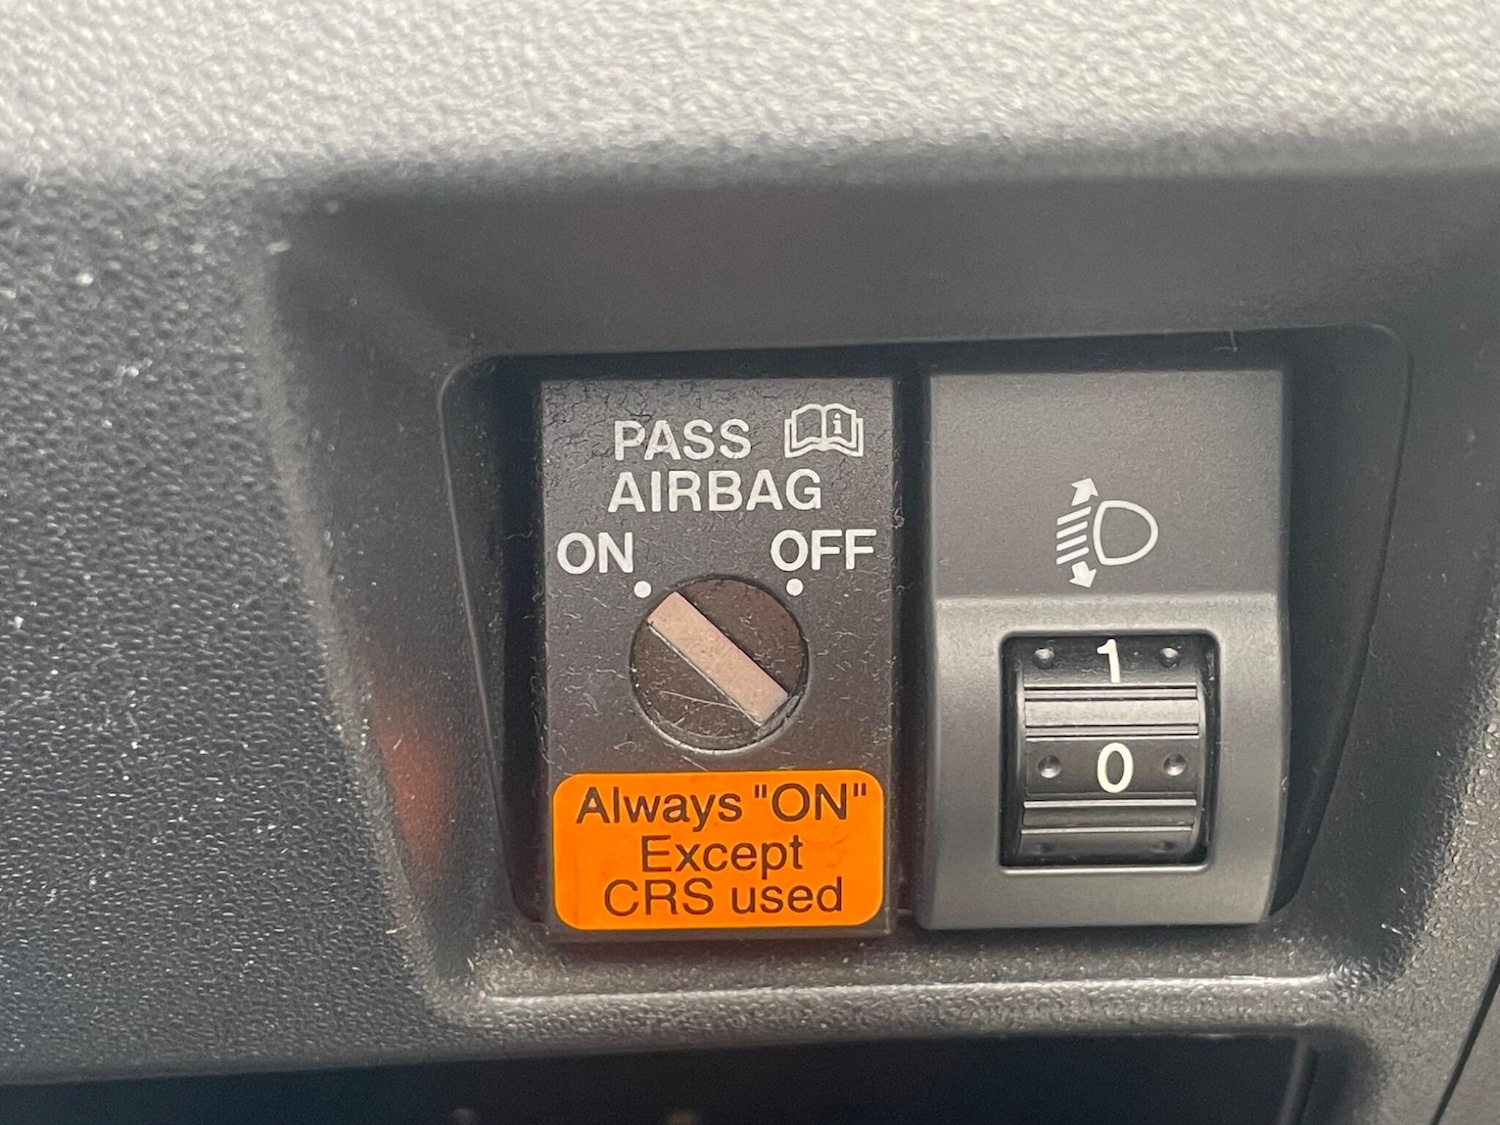 PASS
AIRBAG
ON OFF
Always "ON"
Except
CRS used
1
0